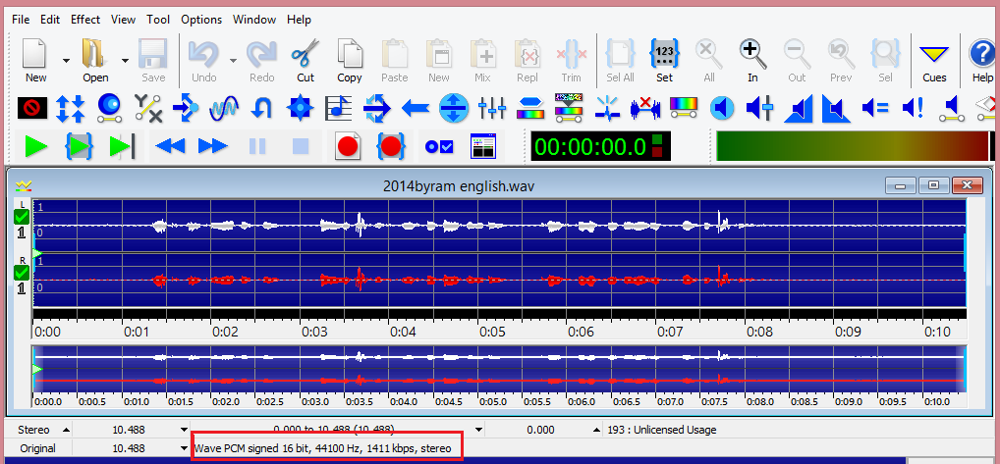 File Edit Effect View Tool Options Window Help
New Open Save Undo Redo Cut Copy Paste New Mix Repl Trim Sel All Set All In Out Prev Sel Cues Help
123
00:00:00.0
2014byram english.wav
L
1
0
R
1
0
0:00 0:01 0:02 0:03 0:04 0:05 0:06 0:07 0:08 0:09 0:10
0:00.0 0:00.5 0:01.0 0:01.5 0:02.0 0:02.5 0:03.0 0:03.5 0:04.0 0:04.5 0:05.0 0:05.5 0:06.0 0:06.5 0:07.0 0:07.5 0:08.0 0:08.5 0:09.0 0:09.5 0:10.0
Stereo 10.488 0.000 to 10.488 (10.488) 0.000 193 : Unlicensed Usage
Original 10.488 Wave PCM signed 16 bit, 44100 Hz, 1411 kbps, stereo